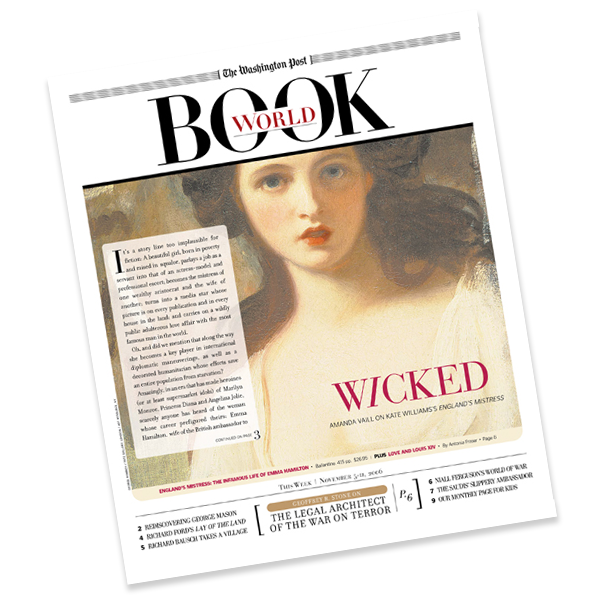 The Washington Post
BOOK
WORLD
It's a story line too implausible for
fiction: A beautiful girl, born in poverty
and raised in squalor, parlays a job as a
servant into that of an actress-model and
professional escort, becomes the mistress of
one wealthy aristocrat and the wife of
another, turns into a media star whose
picture is on every publication and in every
house in the land, and carries on a wildly
public adulterous love affair with the most
famous man in the world.
Oh, and did we mention that along the way
she becomes a key player in international
diplomatic maneuverings, as well as a
decorated humanitarian whose efforts save
an entire population from starvation?
Amazingly, in an era that has made heroines
(or at least supermarket idols) of Marilyn
Monroe, Princess Diana and Angelina Jolie,
scarcely anyone has heard of the woman
whose career prefigured theirs: Emma
Hamilton, wife of the British ambassador to
CONTINUED ON PAGE 3
WICKED
AMANDA VAILL ON KATE WILLIAMS'S ENGLAND'S MISTRESS
ENGLAND'S MISTRESS: THE INFAMOUS LIFE OF EMMA HAMILTON • Ballantine. 415 pp. $26.95 | PLUS LOVE AND LOUIS XIV • By Antonia Fraser • Page 8
THIS WEEK | NOVEMBER 5-11, 2006
2 REDISCOVERING GEORGE MASON
4 RICHARD FORD'S LAY OF THE LAND
5 RICHARD BAUSCH TAKES A VILLAGE
GEOFFREY R. STONE ON
THE LEGAL ARCHITECT
OF THE WAR ON TERROR
P.6
6 NIALL FERGUSON'S WORLD OF WAR
7 THE SAUDIS' SLIPPERY AMBASSADOR
9 OUR MONTHLY PAGE FOR KIDS